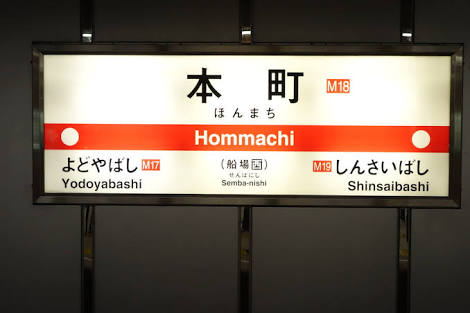 本町 M18
ほんまち
Hommachi
よどやばし M17
Yodoyabashi
(船場西)
せんばにし
Semba-nishi
M19 しんさいばし
Shinsaibashi